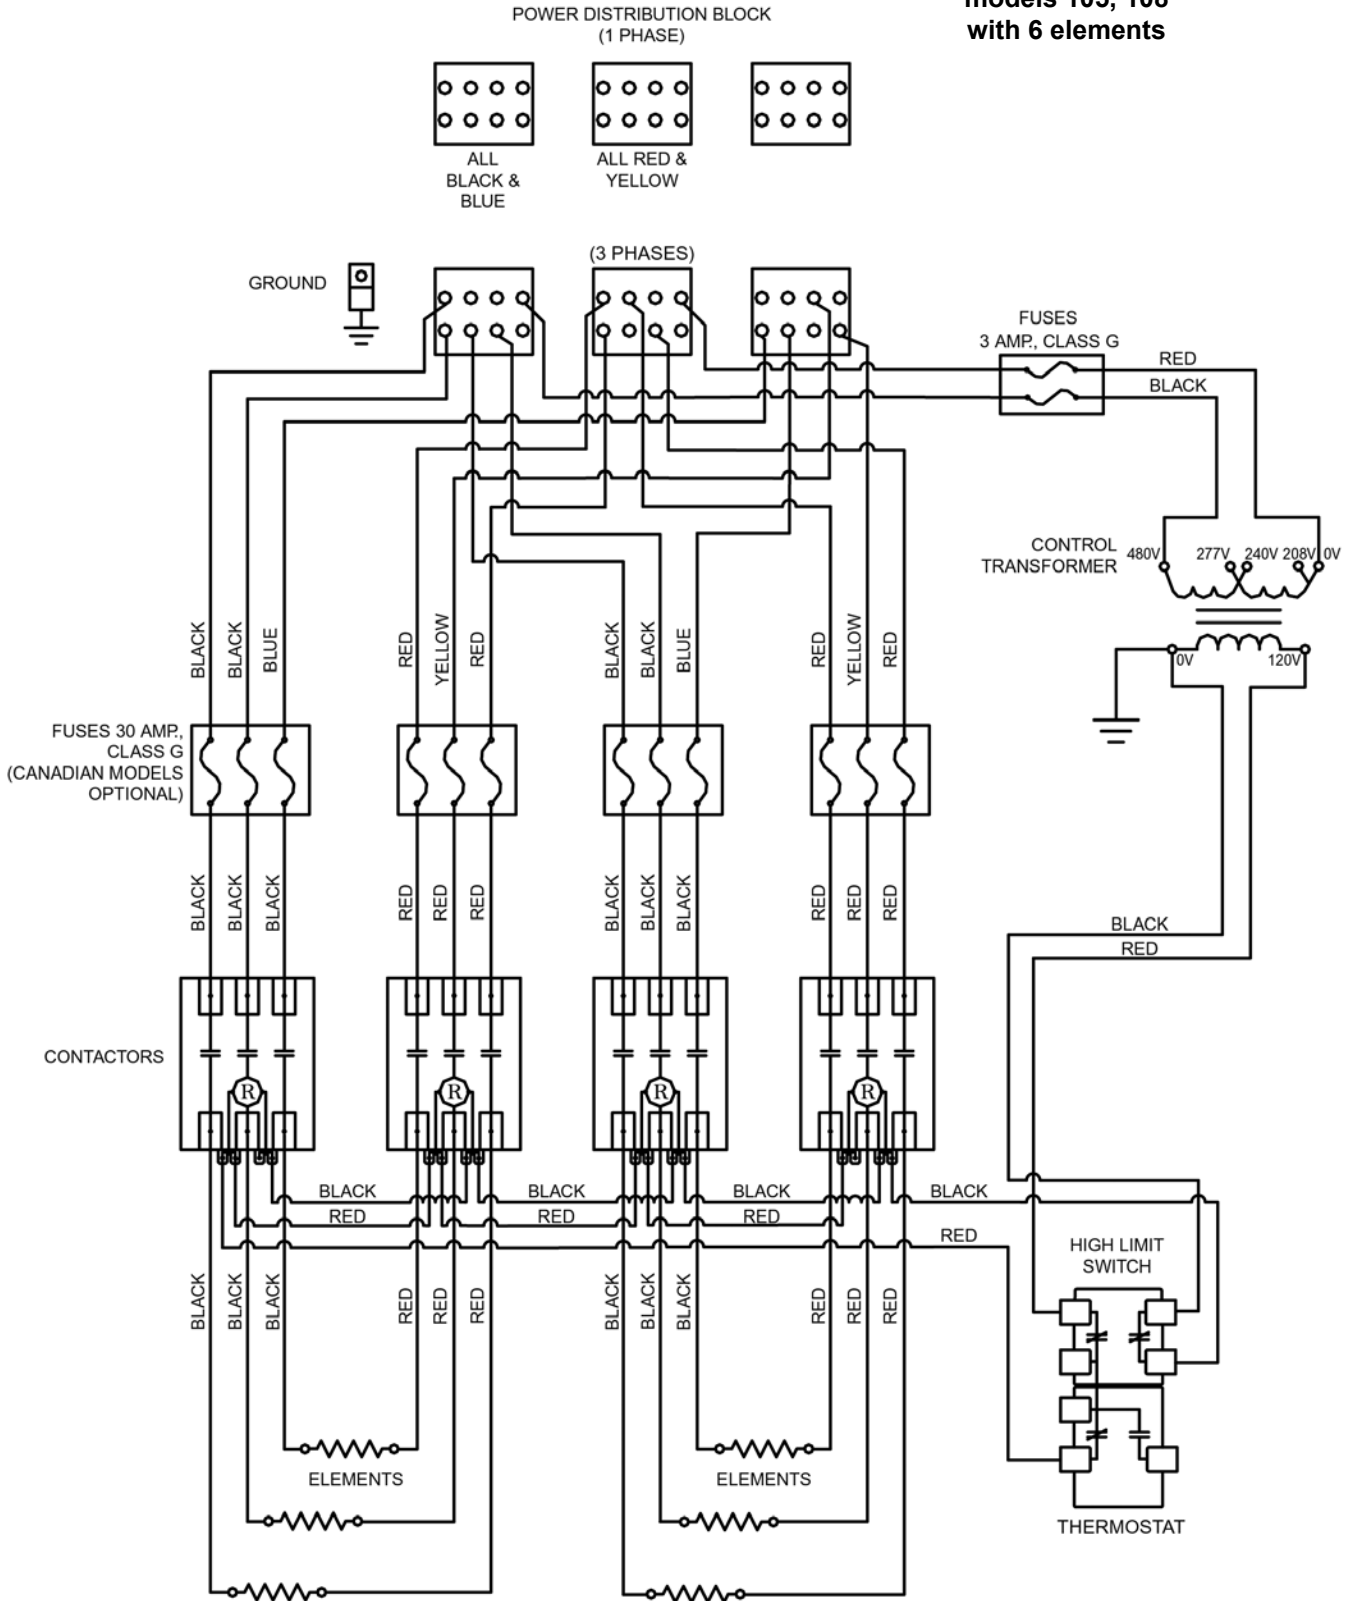 models 105, 108
with 6 elements
POWER DISTRIBUTION BLOCK
(1 PHASE)
ALL
BLACK &
BLUE
ALL RED &
YELLOW
(3 PHASES)
GROUND
FUSES
3 AMP., CLASS G
RED
BLACK
CONTROL
TRANSFORMER
480V 277V 240V 208V 0V
0V 120V
BLACK BLACK BLUE RED YELLOW RED BLACK BLACK BLUE RED YELLOW RED
FUSES 30 AMP.,
CLASS G
(CANADIAN MODELS
OPTIONAL)
BLACK BLACK BLACK RED RED RED BLACK BLACK BLACK RED RED RED
BLACK
RED
CONTACTORS
R R R R
BLACK BLACK BLACK BLACK
RED RED RED
RED
HIGH LIMIT
SWITCH
BLACK BLACK BLACK RED RED RED BLACK BLACK BLACK RED RED RED
ELEMENTS ELEMENTS
THERMOSTAT